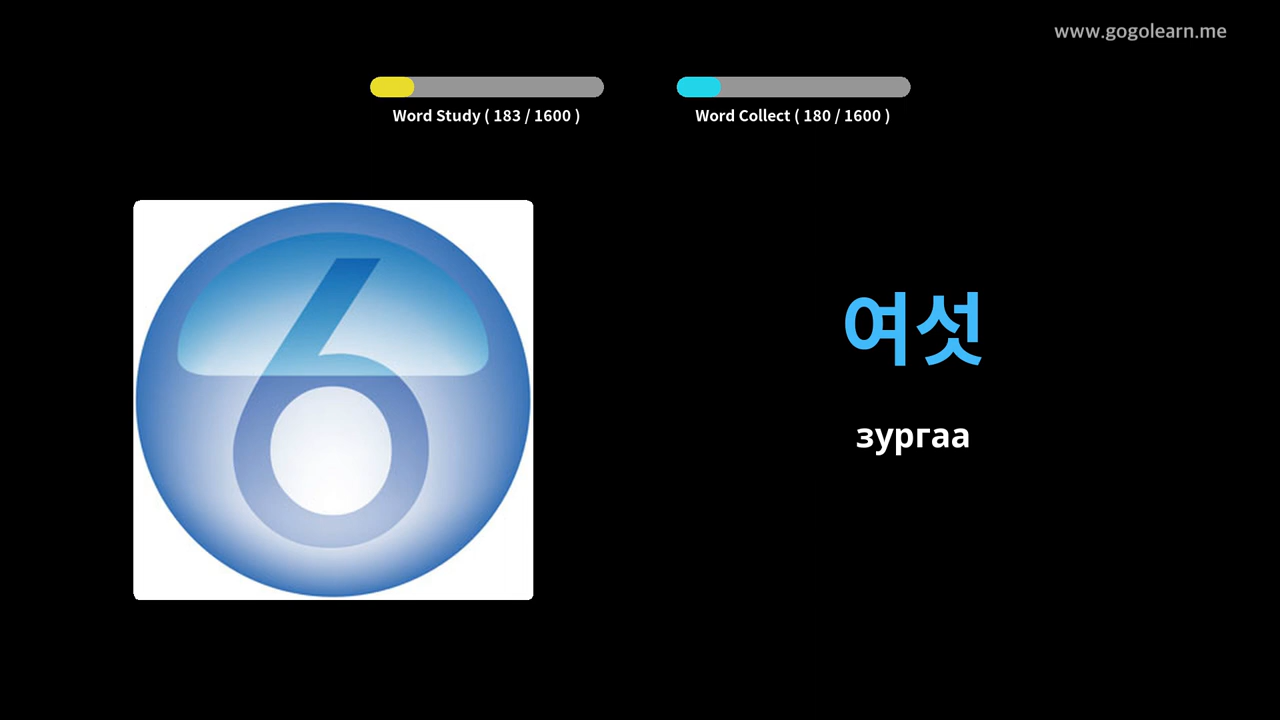 www.gogolearn.me
Word Study ( 183 / 1600 )
Word Collect ( 180 / 1600 )
6
여섯
зургаа